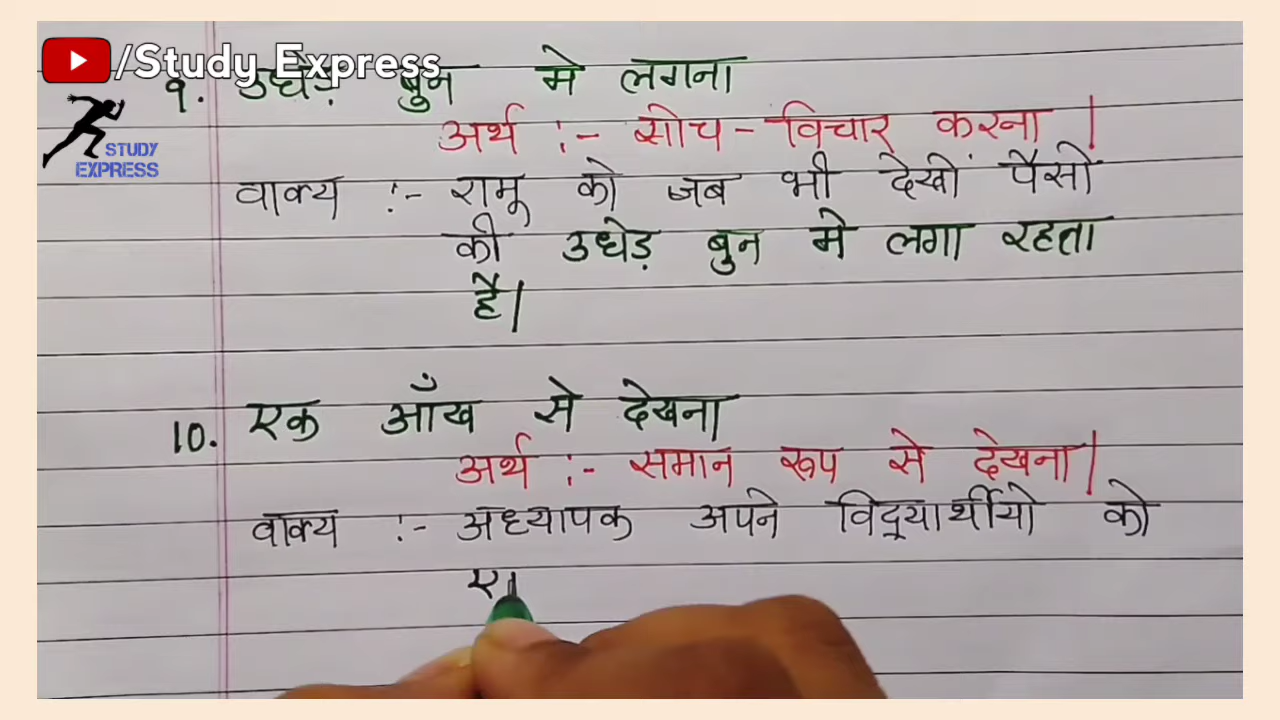 /Study Express
STUDY
EXPRESS
9. उधेड़ बुन मे लगना
अर्थ :- सोच-विचार करना |
वाक्य :- रामू को जब भी देखों पैसो
की उधेड़ बुन मे लगा रहता
है|
10. एक आँख से देखना
अर्थ :- समान रूप से देखना|
वाक्य :- अध्यापक अपने विद्र्यार्थीयो को
ए